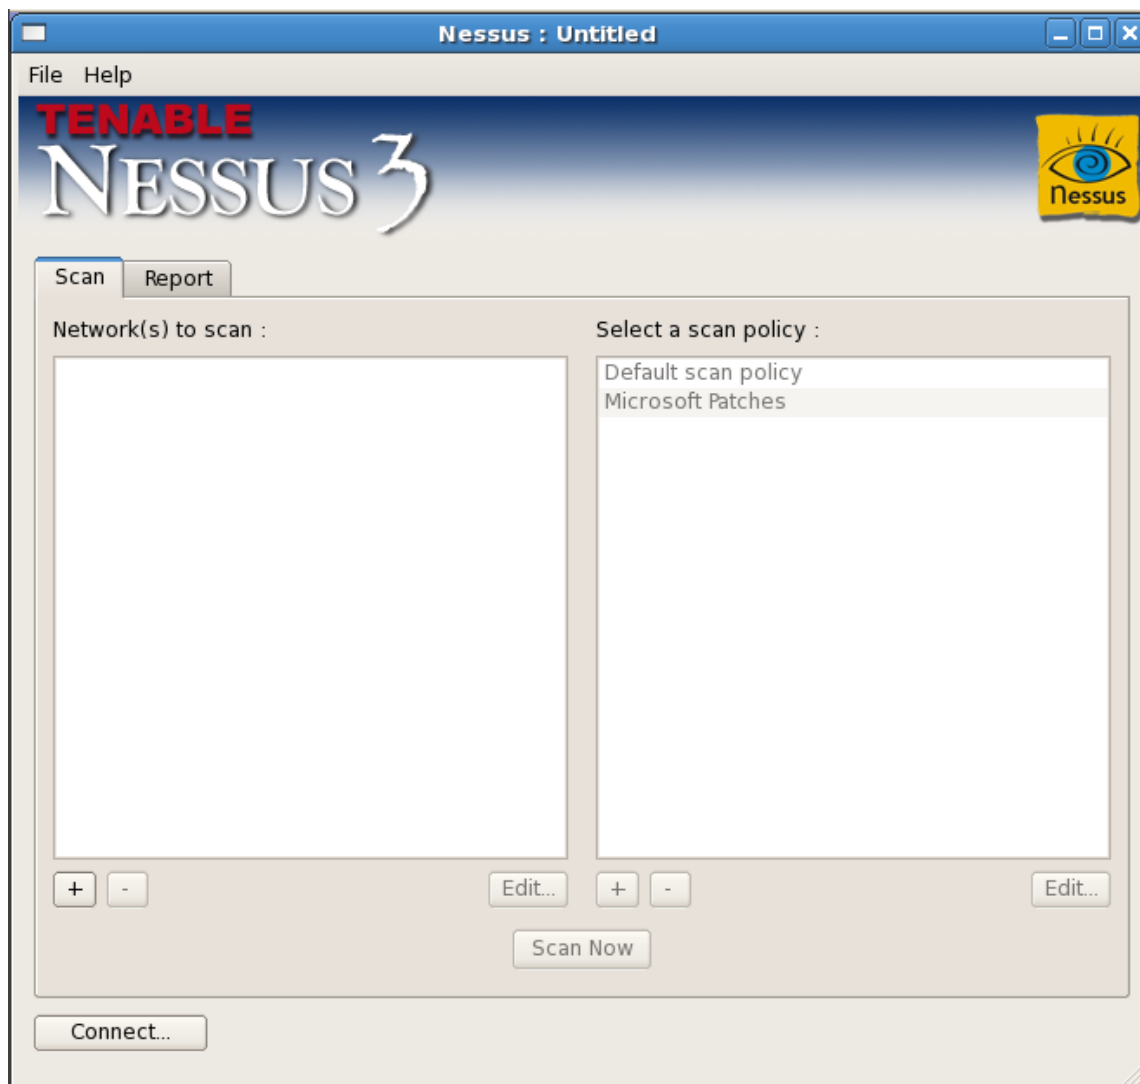 Nessus : Untitled
File Help
TENABLE
NESSUS 3
Nessus
Scan Report
Network(s) to scan : Select a scan policy :
Default scan policy
Microsoft Patches
+ - Edit... + - Edit...
Scan Now
Connect...